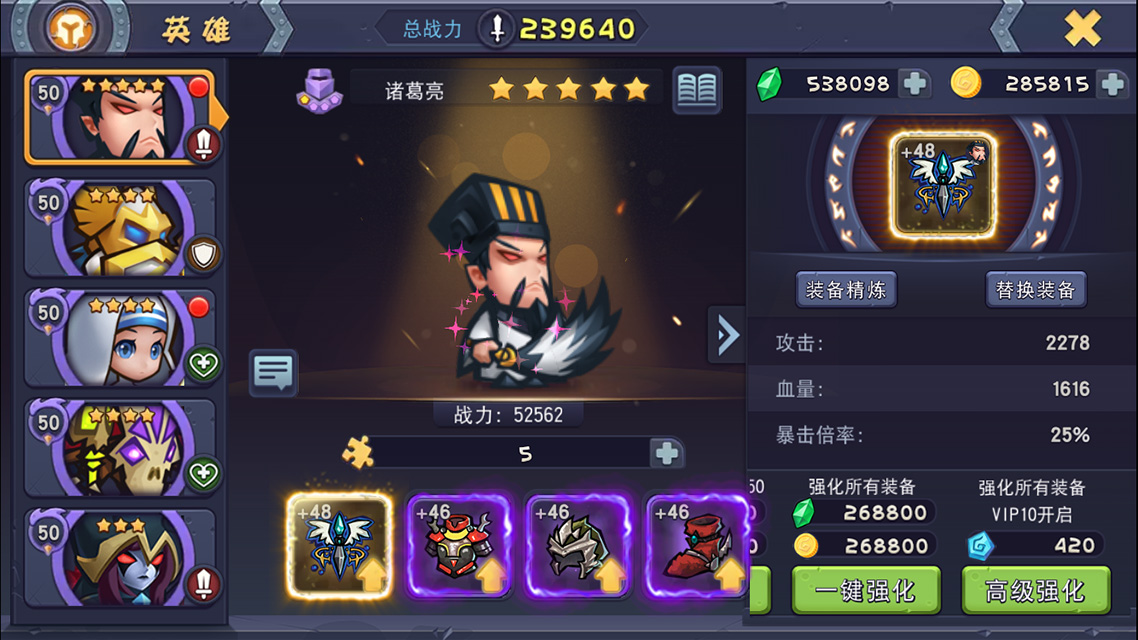 英雄
总战力 239640
50
50
50
50
50
诸葛亮
战力: 52562
5
+48
+46
+46
+46
538098
285815
+48
装备精炼
替换装备
攻击: 2278
血量: 1616
暴击倍率: 25%
50
强化所有装备
268800
268800
一键强化
强化所有装备
VIP10开启
420
高级强化